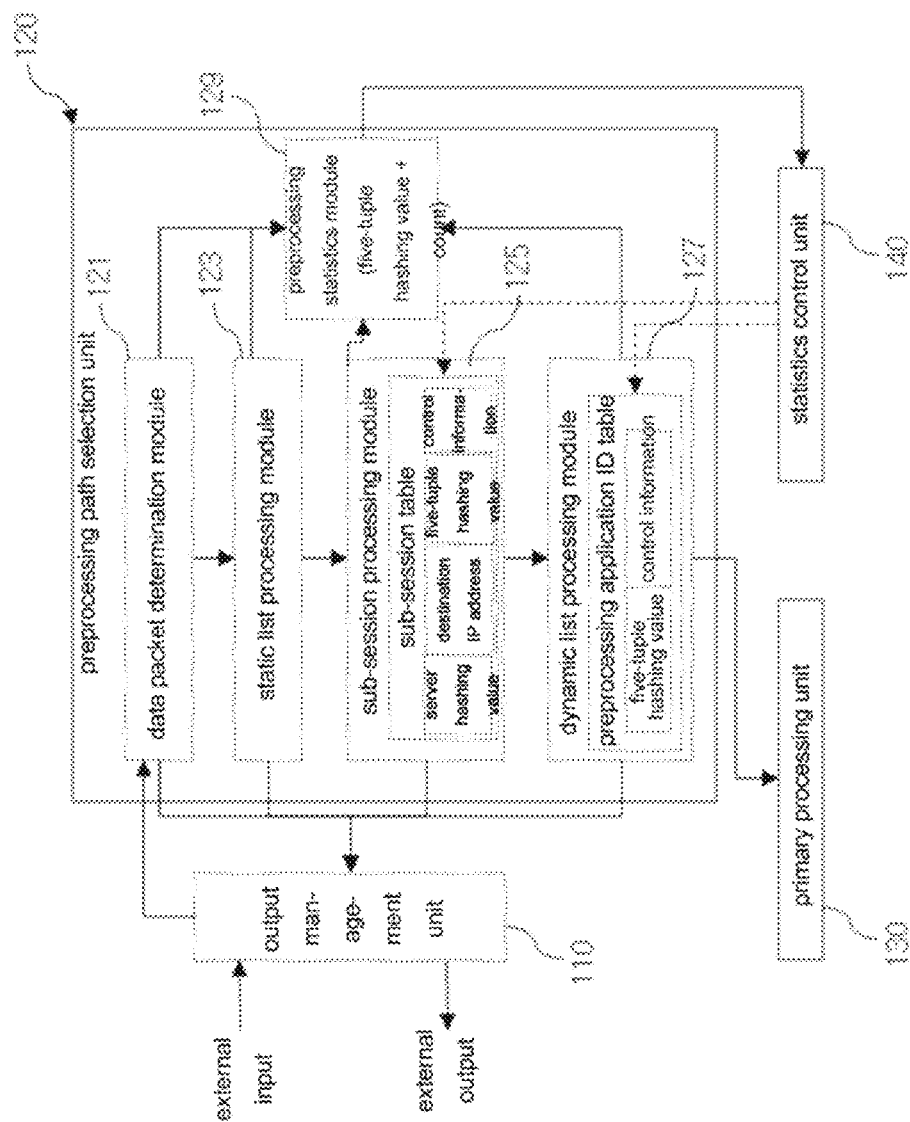 120
preprocessing path selection unit
121
data packet determination module
123
static list processing module
129
preprocessing
statistics module
(five-tuple
hashing value +
count)
125
sub-session processing module
sub-session table
server
hashing
value
destination
IP address
five-tuple
hashing
value
control
informa-
tion
127
dynamic list processing module
preprocessing application ID table
five-tuple
hashing value
control information
external
input
external
output
output
man-
age-
ment
unit
110
primary processing unit
130
statistics control unit
140